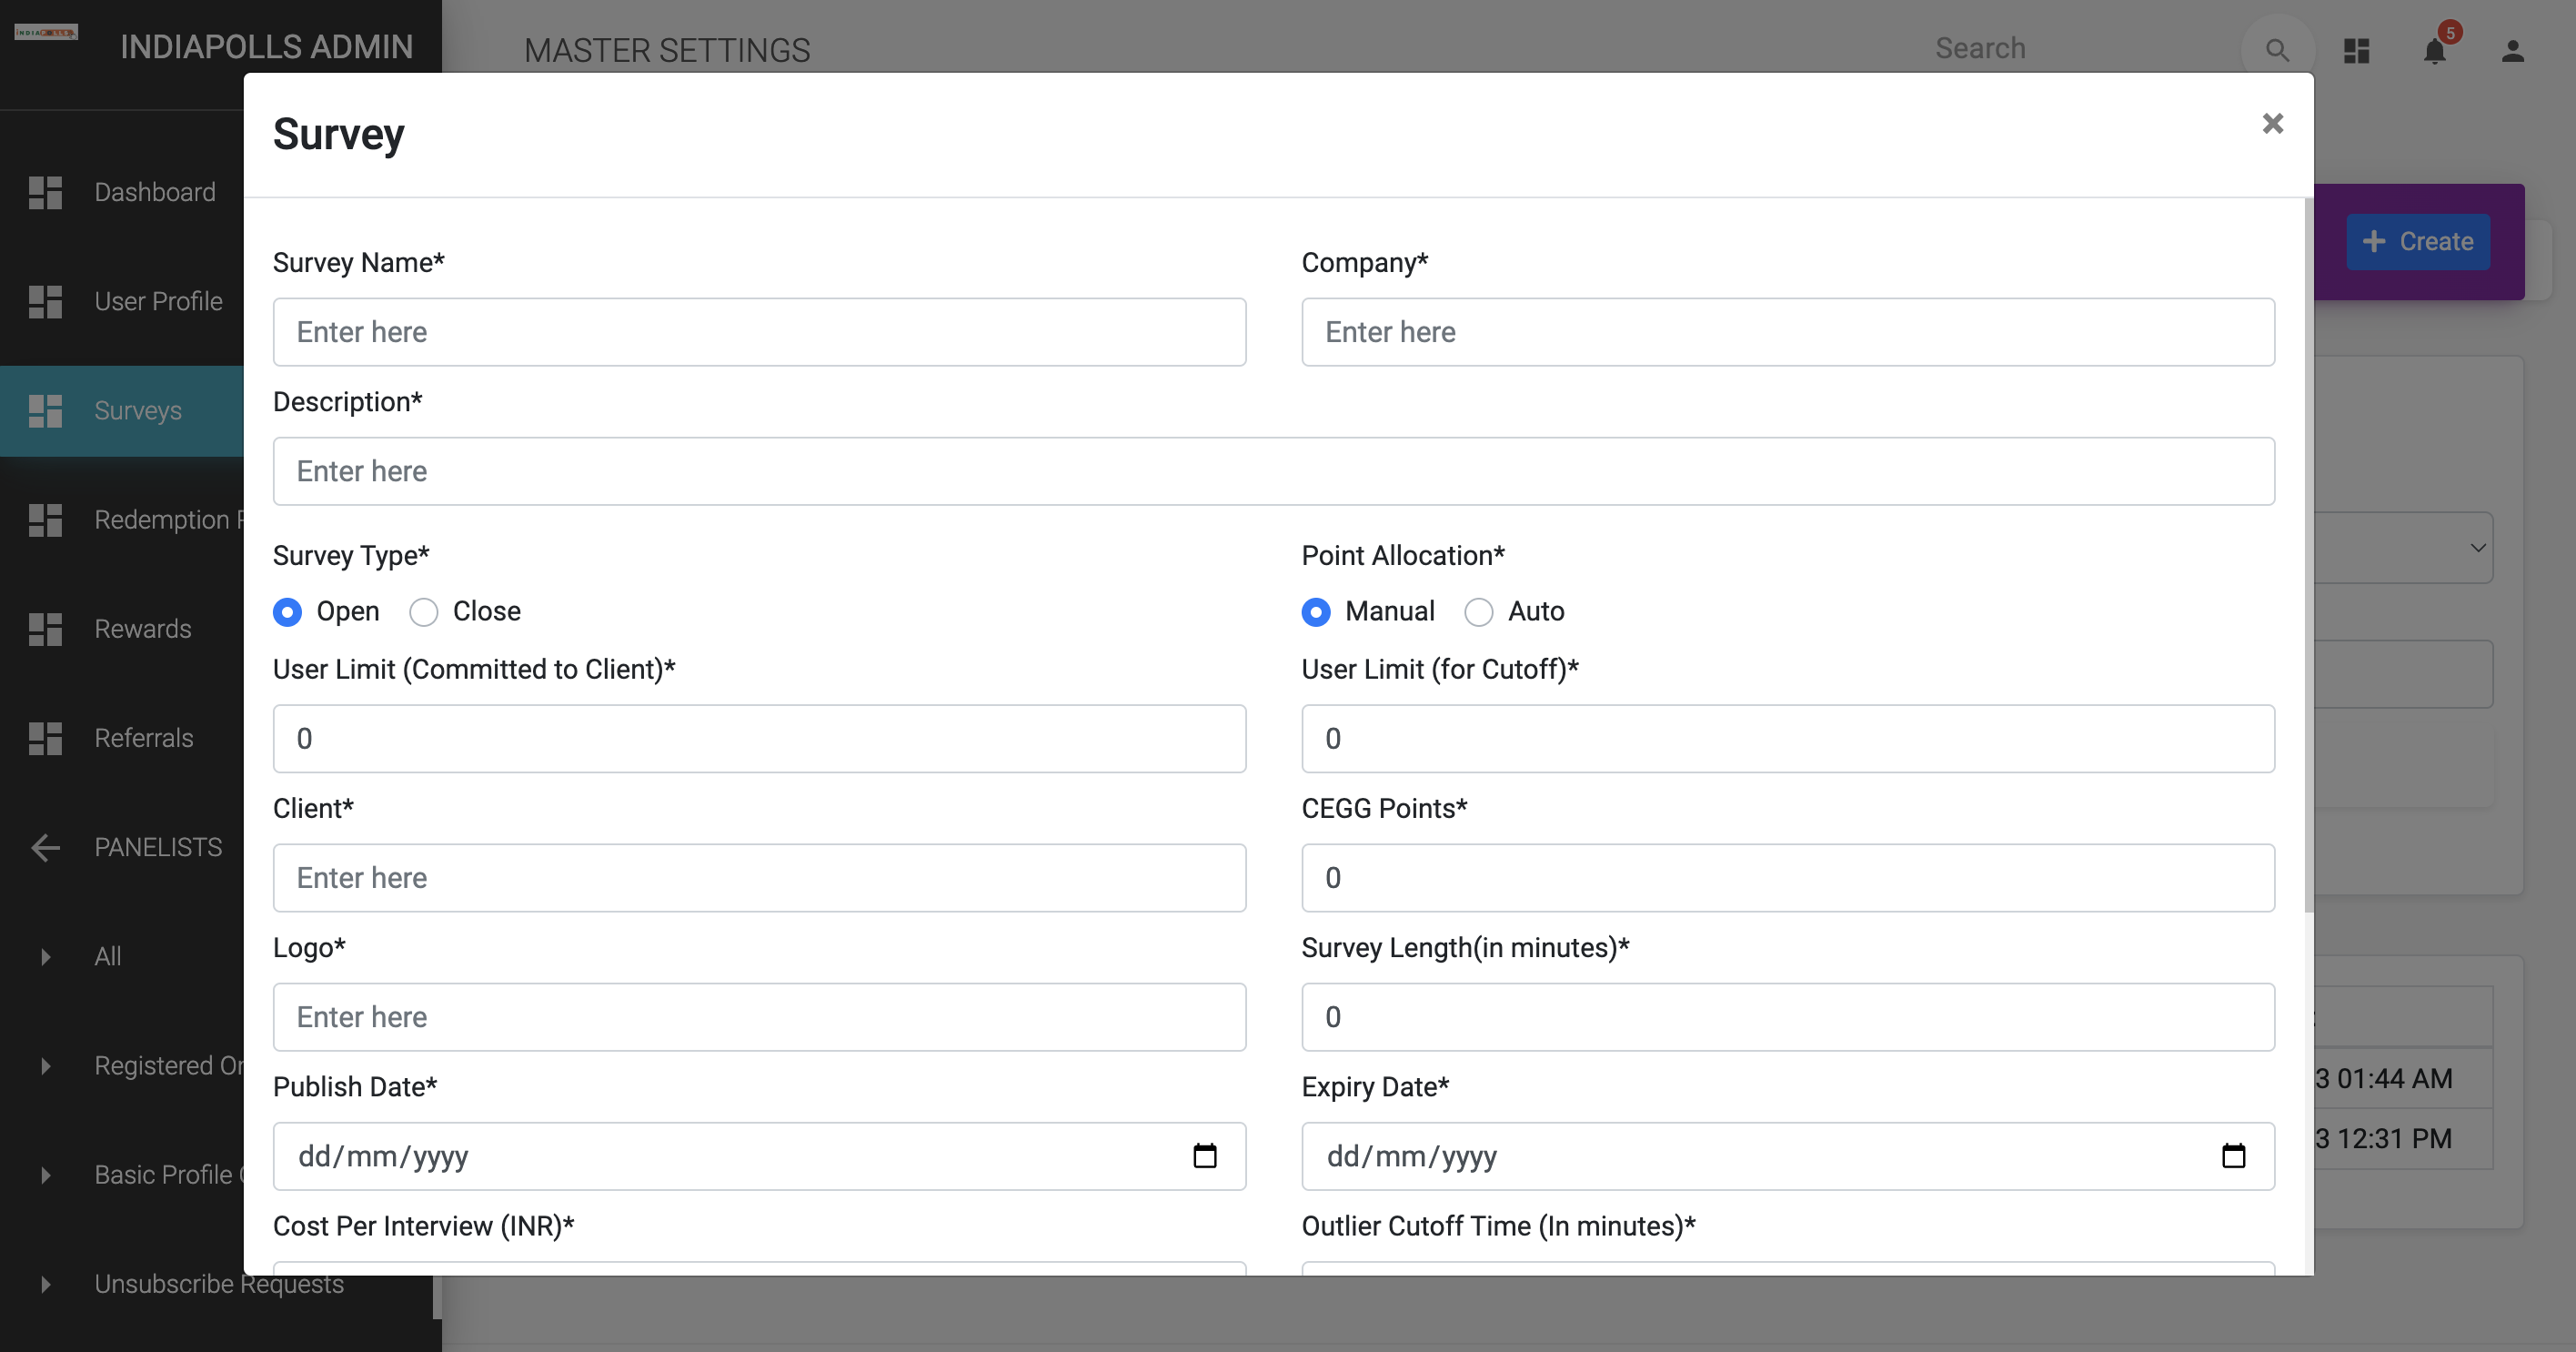 INDIAPOLLS
INDIAPOLLS ADMIN
MASTER SETTINGS
Search
5
Survey
×
Dashboard
User Profile
Surveys
Redemption
Rewards
Referrals
PANELISTS
All
Registered
Basic Profile
Unsubscribe Requests
Create
Survey Name*
Company*
Enter here
Enter here
Description*
Enter here
Survey Type*
Point Allocation*
Open Close
Manual Auto
User Limit (Committed to Client)*
User Limit (for Cutoff)*
0
0
Client*
CEGG Points*
Enter here
0
Logo*
Survey Length(in minutes)*
Enter here
0
Publish Date*
Expiry Date*
dd/mm/yyyy
dd/mm/yyyy
Cost Per Interview (INR)*
Outlier Cutoff Time (In minutes)*
3 01:44 AM
3 12:31 PM